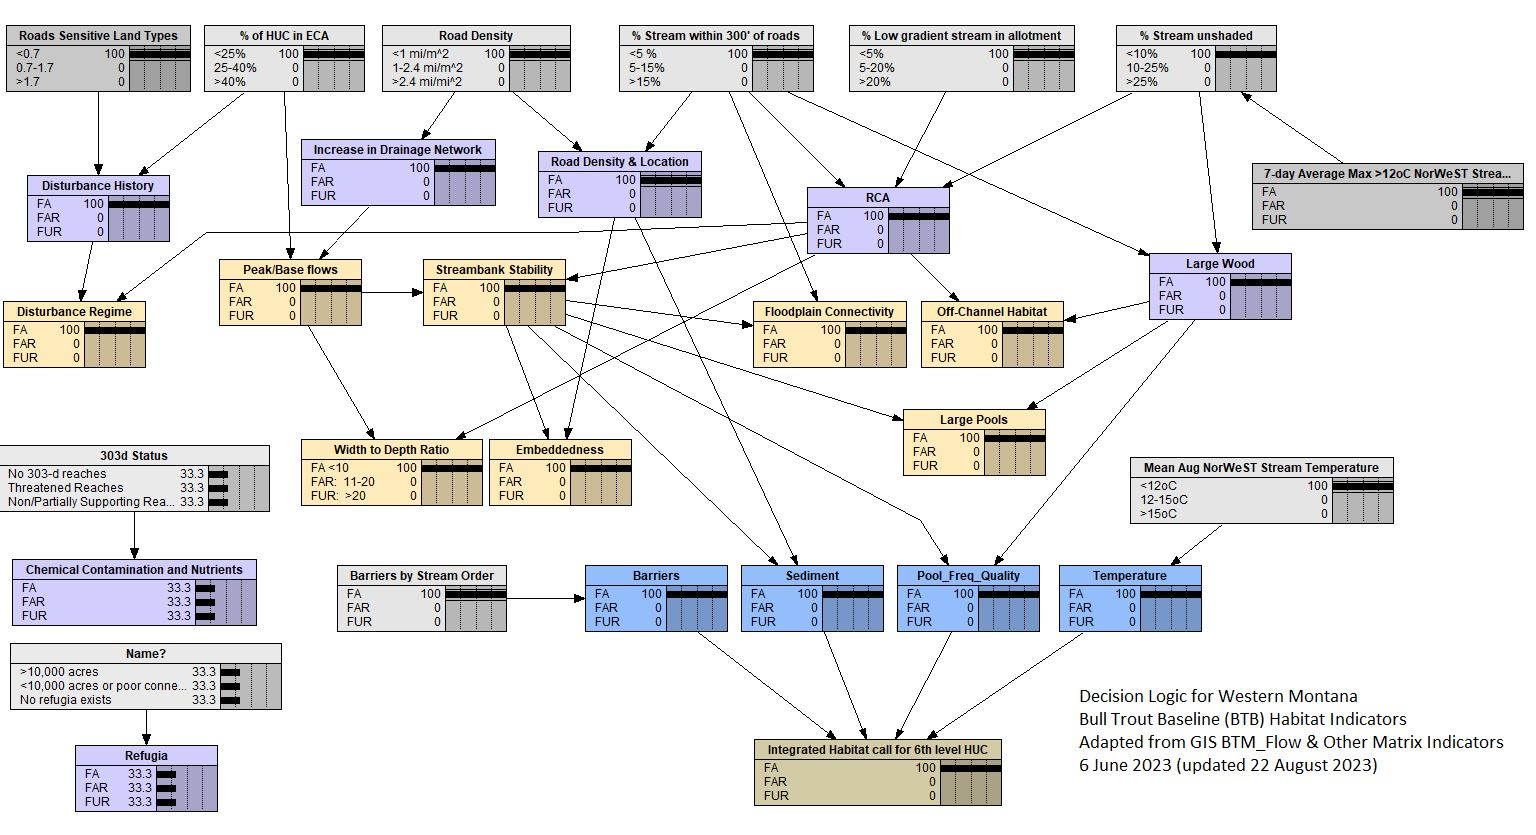 Roads Sensitive Land Types
<0.7 100
0.7-1.7 0
>1.7 0
% of HUC in ECA
<25% 100
25-40% 0
>40% 0
Road Density
<1 mi/m^2 100
1-2.4 mi/m^2 0
>2.4 mi/mi^2 0
% Stream within 300' of roads
<5 % 100
5-15% 0
>15% 0
% Low gradient stream in allotment
<5% 100
5-20% 0
>20% 0
% Stream unshaded
<10% 100
10-25% 0
>25% 0
Increase in Drainage Network
FA 100
FAR 0
FUR 0
Road Density & Location
FA 100
FAR 0
FUR 0
7-day Average Max >12oC NorWeST Strea...
FA 100
FAR 0
FUR 0
Disturbance History
FA 100
FAR 0
FUR 0
RCA
FA 100
FAR 0
FUR 0
Peak/Base flows
FA 100
FAR 0
FUR 0
Streambank Stability
FA 100
FAR 0
FUR 0
Large Wood
FA 100
FAR 0
FUR 0
Disturbance Regime
FA 100
FAR 0
FUR 0
Floodplain Connectivity
FA 100
FAR 0
FUR 0
Off-Channel Habitat
FA 100
FAR 0
FUR 0
Large Pools
FA 100
FAR 0
FUR 0
303d Status
No 303-d reaches 33.3
Threatened Reaches 33.3
Non/Partially Supporting Rea... 33.3
Width to Depth Ratio
FA <10 100
FAR: 11-20 0
FUR: >20 0
Embeddedness
FA 100
FAR 0
FUR 0
Mean Aug NorWeST Stream Temperature
<12oC 100
12-15oC 0
>15oC 0
Chemical Contamination and Nutrients
FA 33.3
FAR 33.3
FUR 33.3
Barriers by Stream Order
FA 100
FAR 0
FUR 0
Barriers
FA 100
FAR 0
FUR 0
Sediment
FA 100
FAR 0
FUR 0
Pool_Freq_Quality
FA 100
FAR 0
FUR 0
Temperature
FA 100
FAR 0
FUR 0
Name?
>10,000 acres 33.3
<10,000 acres or poor conne... 33.3
No refugia exists 33.3
Refugia
FA 33.3
FAR 33.3
FUR 33.3
Integrated Habitat call for 6th level HUC
FA 100
FAR 0
FUR 0
Decision Logic for Western Montana
Bull Trout Baseline (BTB) Habitat Indicators
Adapted from GIS BTM_Flow & Other Matrix Indicators
6 June 2023 (updated 22 August 2023)